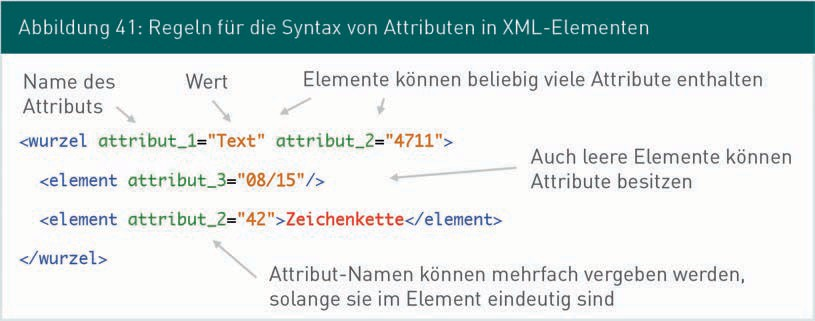 Abbildung 41: Regeln für die Syntax von Attributen in XML-Elementen
Name des
Attributs
Wert
Elemente können beliebig viele Attribute enthalten
<wurzel attribut_1="Text" attribut_2="4711">
<element attribut_3="08/15"/>
Auch leere Elemente können
Attribute besitzen
<element attribut_2="42">Zeichenkette</element>
</wurzel>
Attribut-Namen können mehrfach vergeben werden,
solange sie im Element eindeutig sind